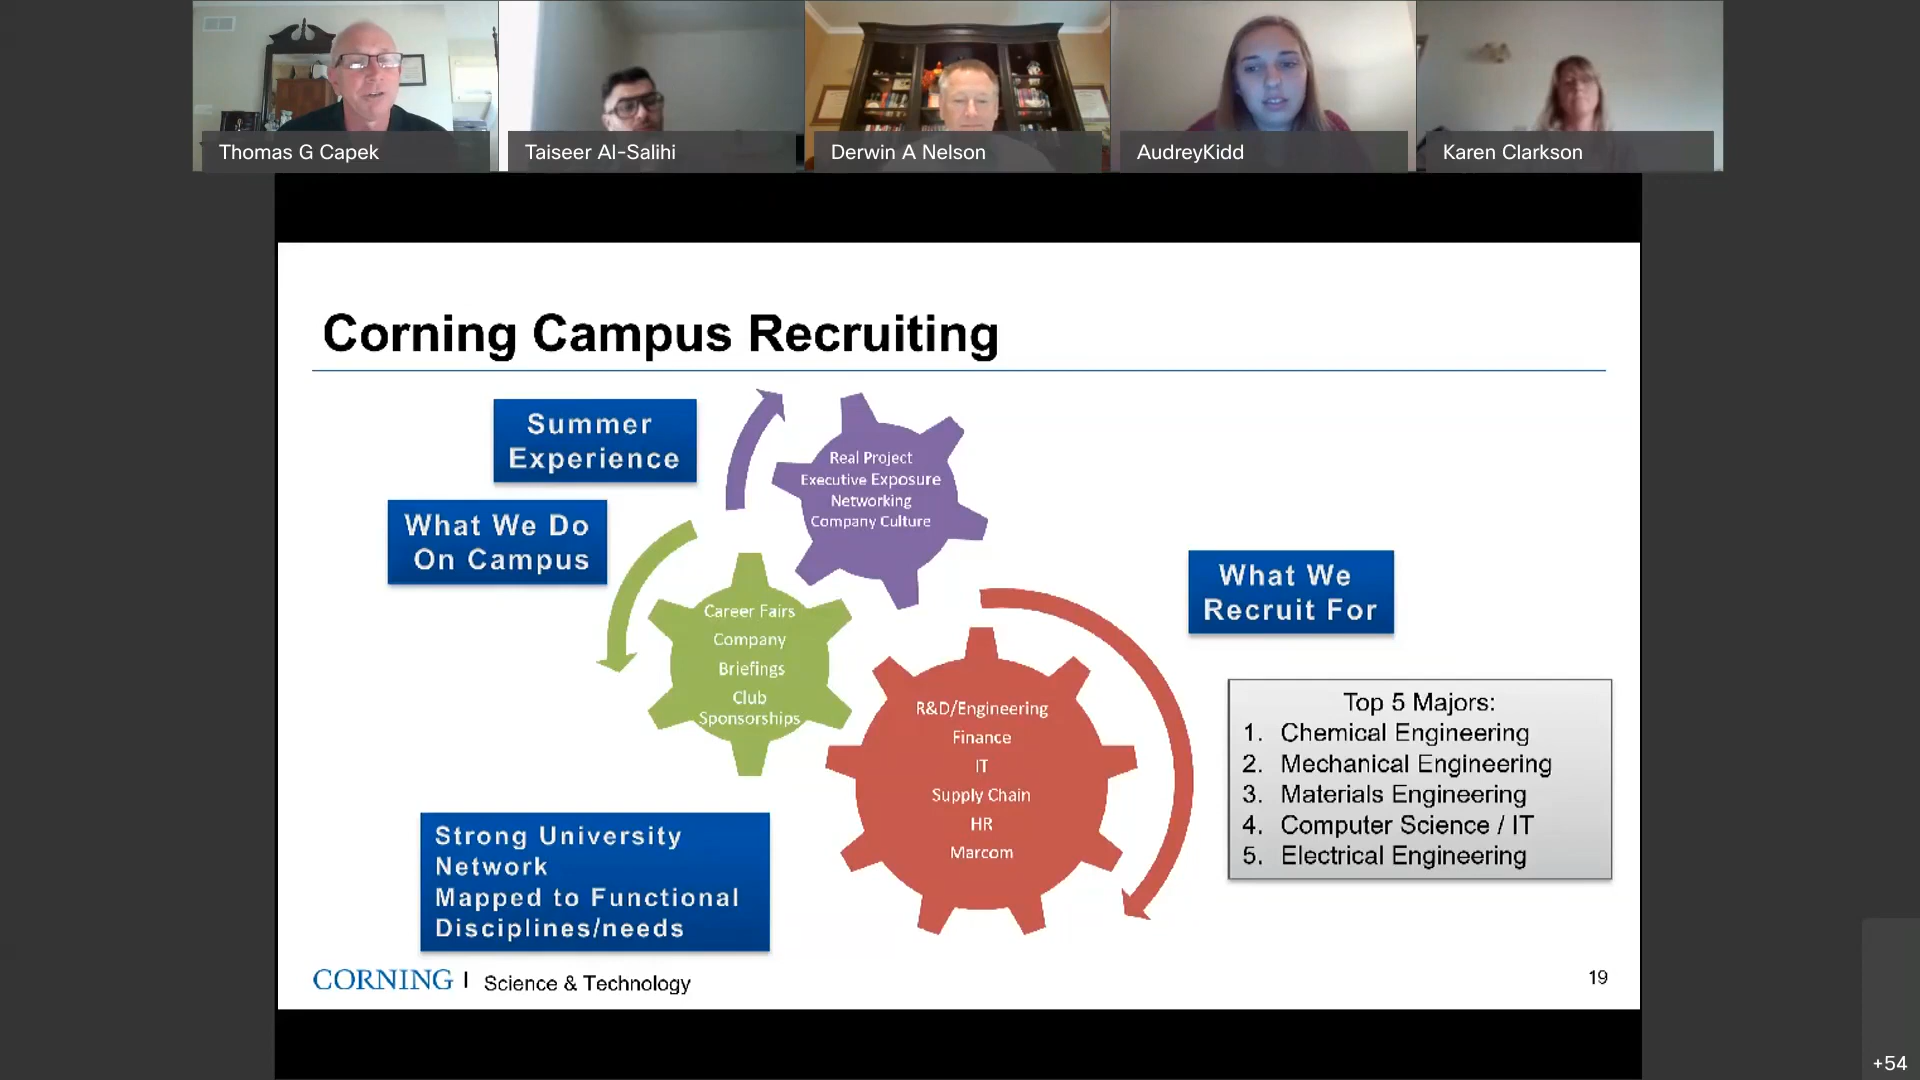 Thomas G Capek
Taiseer Al-Salihi
Derwin A Nelson
AudreyKidd
Karen Clarkson
Corning Campus Recruiting
Summer
Experience
What We Do
On Campus
Real Project
Executive Exposure
Networking
Company Culture
Career Fairs
Company
Briefings
Club
Sponsorships
What We
Recruit For
R&D/Engineering
Finance
IT
Supply Chain
HR
Marcom
Top 5 Majors:
1. Chemical Engineering
2. Mechanical Engineering
3. Materials Engineering
4. Computer Science / IT
5. Electrical Engineering
Strong University
Network
Mapped to Functional
Disciplines/needs
CORNING | Science & Technology
19
+54